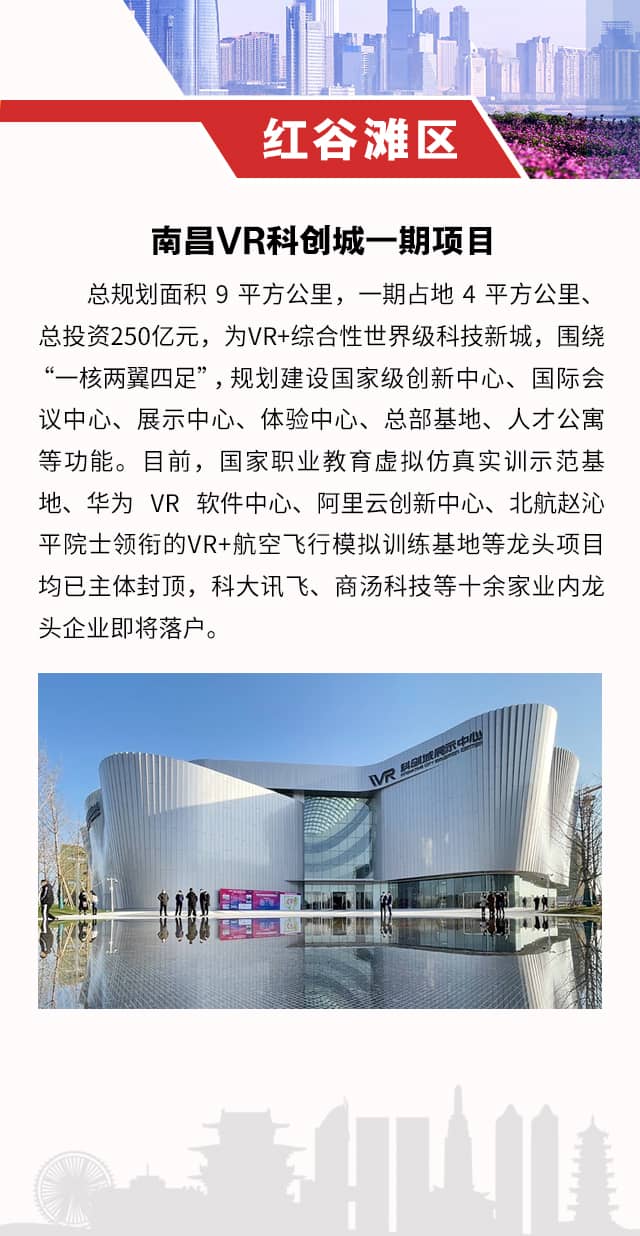 红谷滩区
南昌VR科创城一期项目
总规划面积 9 平方公里，一期占地 4 平方公里、
总投资250亿元，为VR+综合性世界级科技新城，围绕
“一核两翼四足”，规划建设国家级创新中心、国际会
议中心、展示中心、体验中心、总部基地、人才公寓
等功能。目前，国家职业教育虚拟仿真实训示范基
地、华为 VR 软件中心、阿里云创新中心、北航赵沁
平院士领衔的VR+航空飞行模拟训练基地等龙头项目
均已主体封顶，科大讯飞、商汤科技等十余家业内龙
头企业即将落户。
VR 科创城展示中心